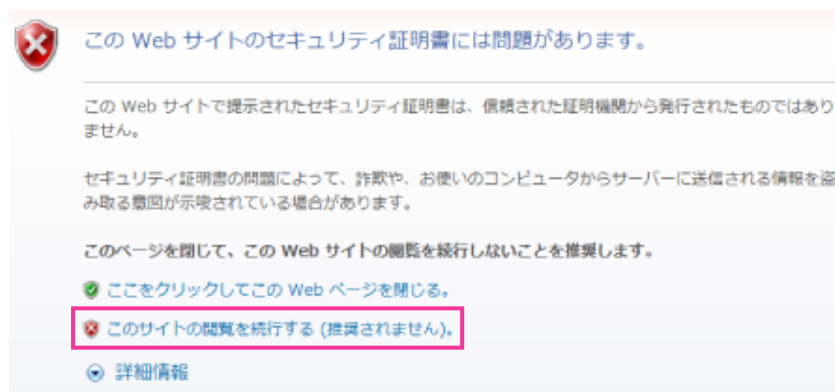 この Web サイトのセキュリティ証明書には問題があります。
この Web サイトで提示されたセキュリティ証明書は、信頼された証明機関から発行されたものではあり
ません。
セキュリティ証明書の問題によって、詐欺や、お使いのコンピュータからサーバーに送信される情報を盗
み取る意図が示唆されている場合があります。
このページを閉じて、この Web サイトの閲覧を続行しないことを推奨します。
ここをクリックしてこの Web ページを閉じる。
このサイトの閲覧を続行する (推奨されません)。
詳細情報